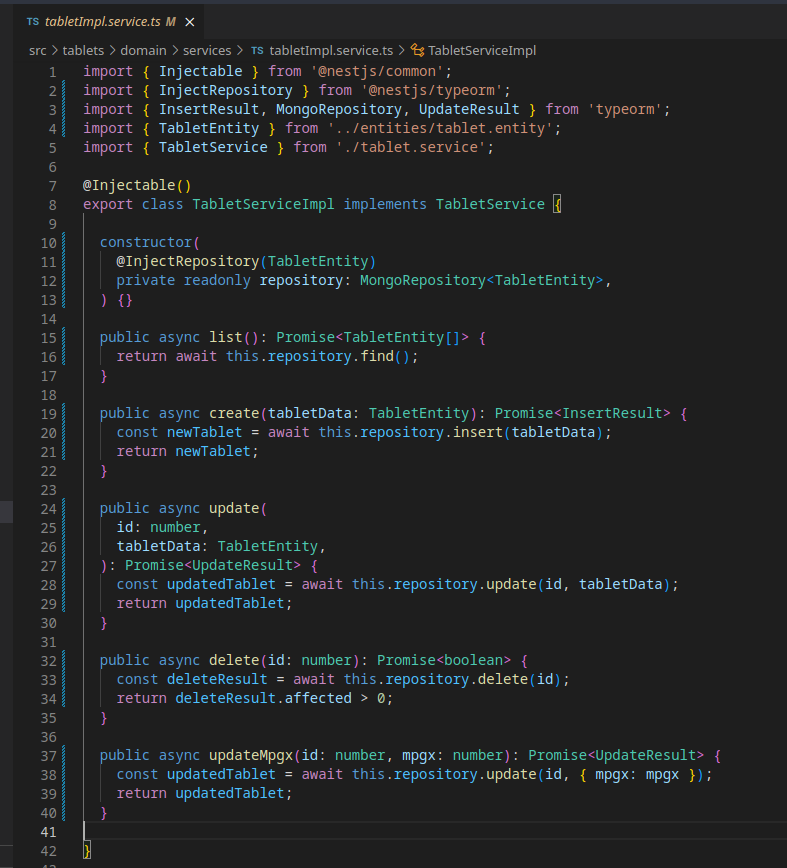 TS tabletImpl.service.ts M ×
src > tablets > domain > services > TS tabletImpl.service.ts > TabletServiceImpl
1 import { Injectable } from '@nestjs/common';
2 import { InjectRepository } from '@nestjs/typeorm';
3 import { InsertResult, MongoRepository, UpdateResult } from 'typeorm';
4 import { TabletEntity } from '../entities/tablet.entity';
5 import { TabletService } from './tablet.service';
6
7 @Injectable()
8 export class TabletServiceImpl implements TabletService {
9
10   constructor(
11     @InjectRepository(TabletEntity)
12     private readonly repository: MongoRepository<TabletEntity>,
13   ) {}
14
15   public async list(): Promise<TabletEntity[]> {
16     return await this.repository.find();
17   }
18
19   public async create(tabletData: TabletEntity): Promise<InsertResult> {
20     const newTablet = await this.repository.insert(tabletData);
21     return newTablet;
22   }
23
24   public async update(
25     id: number,
26     tabletData: TabletEntity,
27   ): Promise<UpdateResult> {
28     const updatedTablet = await this.repository.update(id, tabletData);
29     return updatedTablet;
30   }
31
32   public async delete(id: number): Promise<boolean> {
33     const deleteResult = await this.repository.delete(id);
34     return deleteResult.affected > 0;
35   }
36
37   public async updateMpgx(id: number, mpgx: number): Promise<UpdateResult> {
38     const updatedTablet = await this.repository.update(id, { mpgx: mpgx });
39     return updatedTablet;
40   }
41
42 }